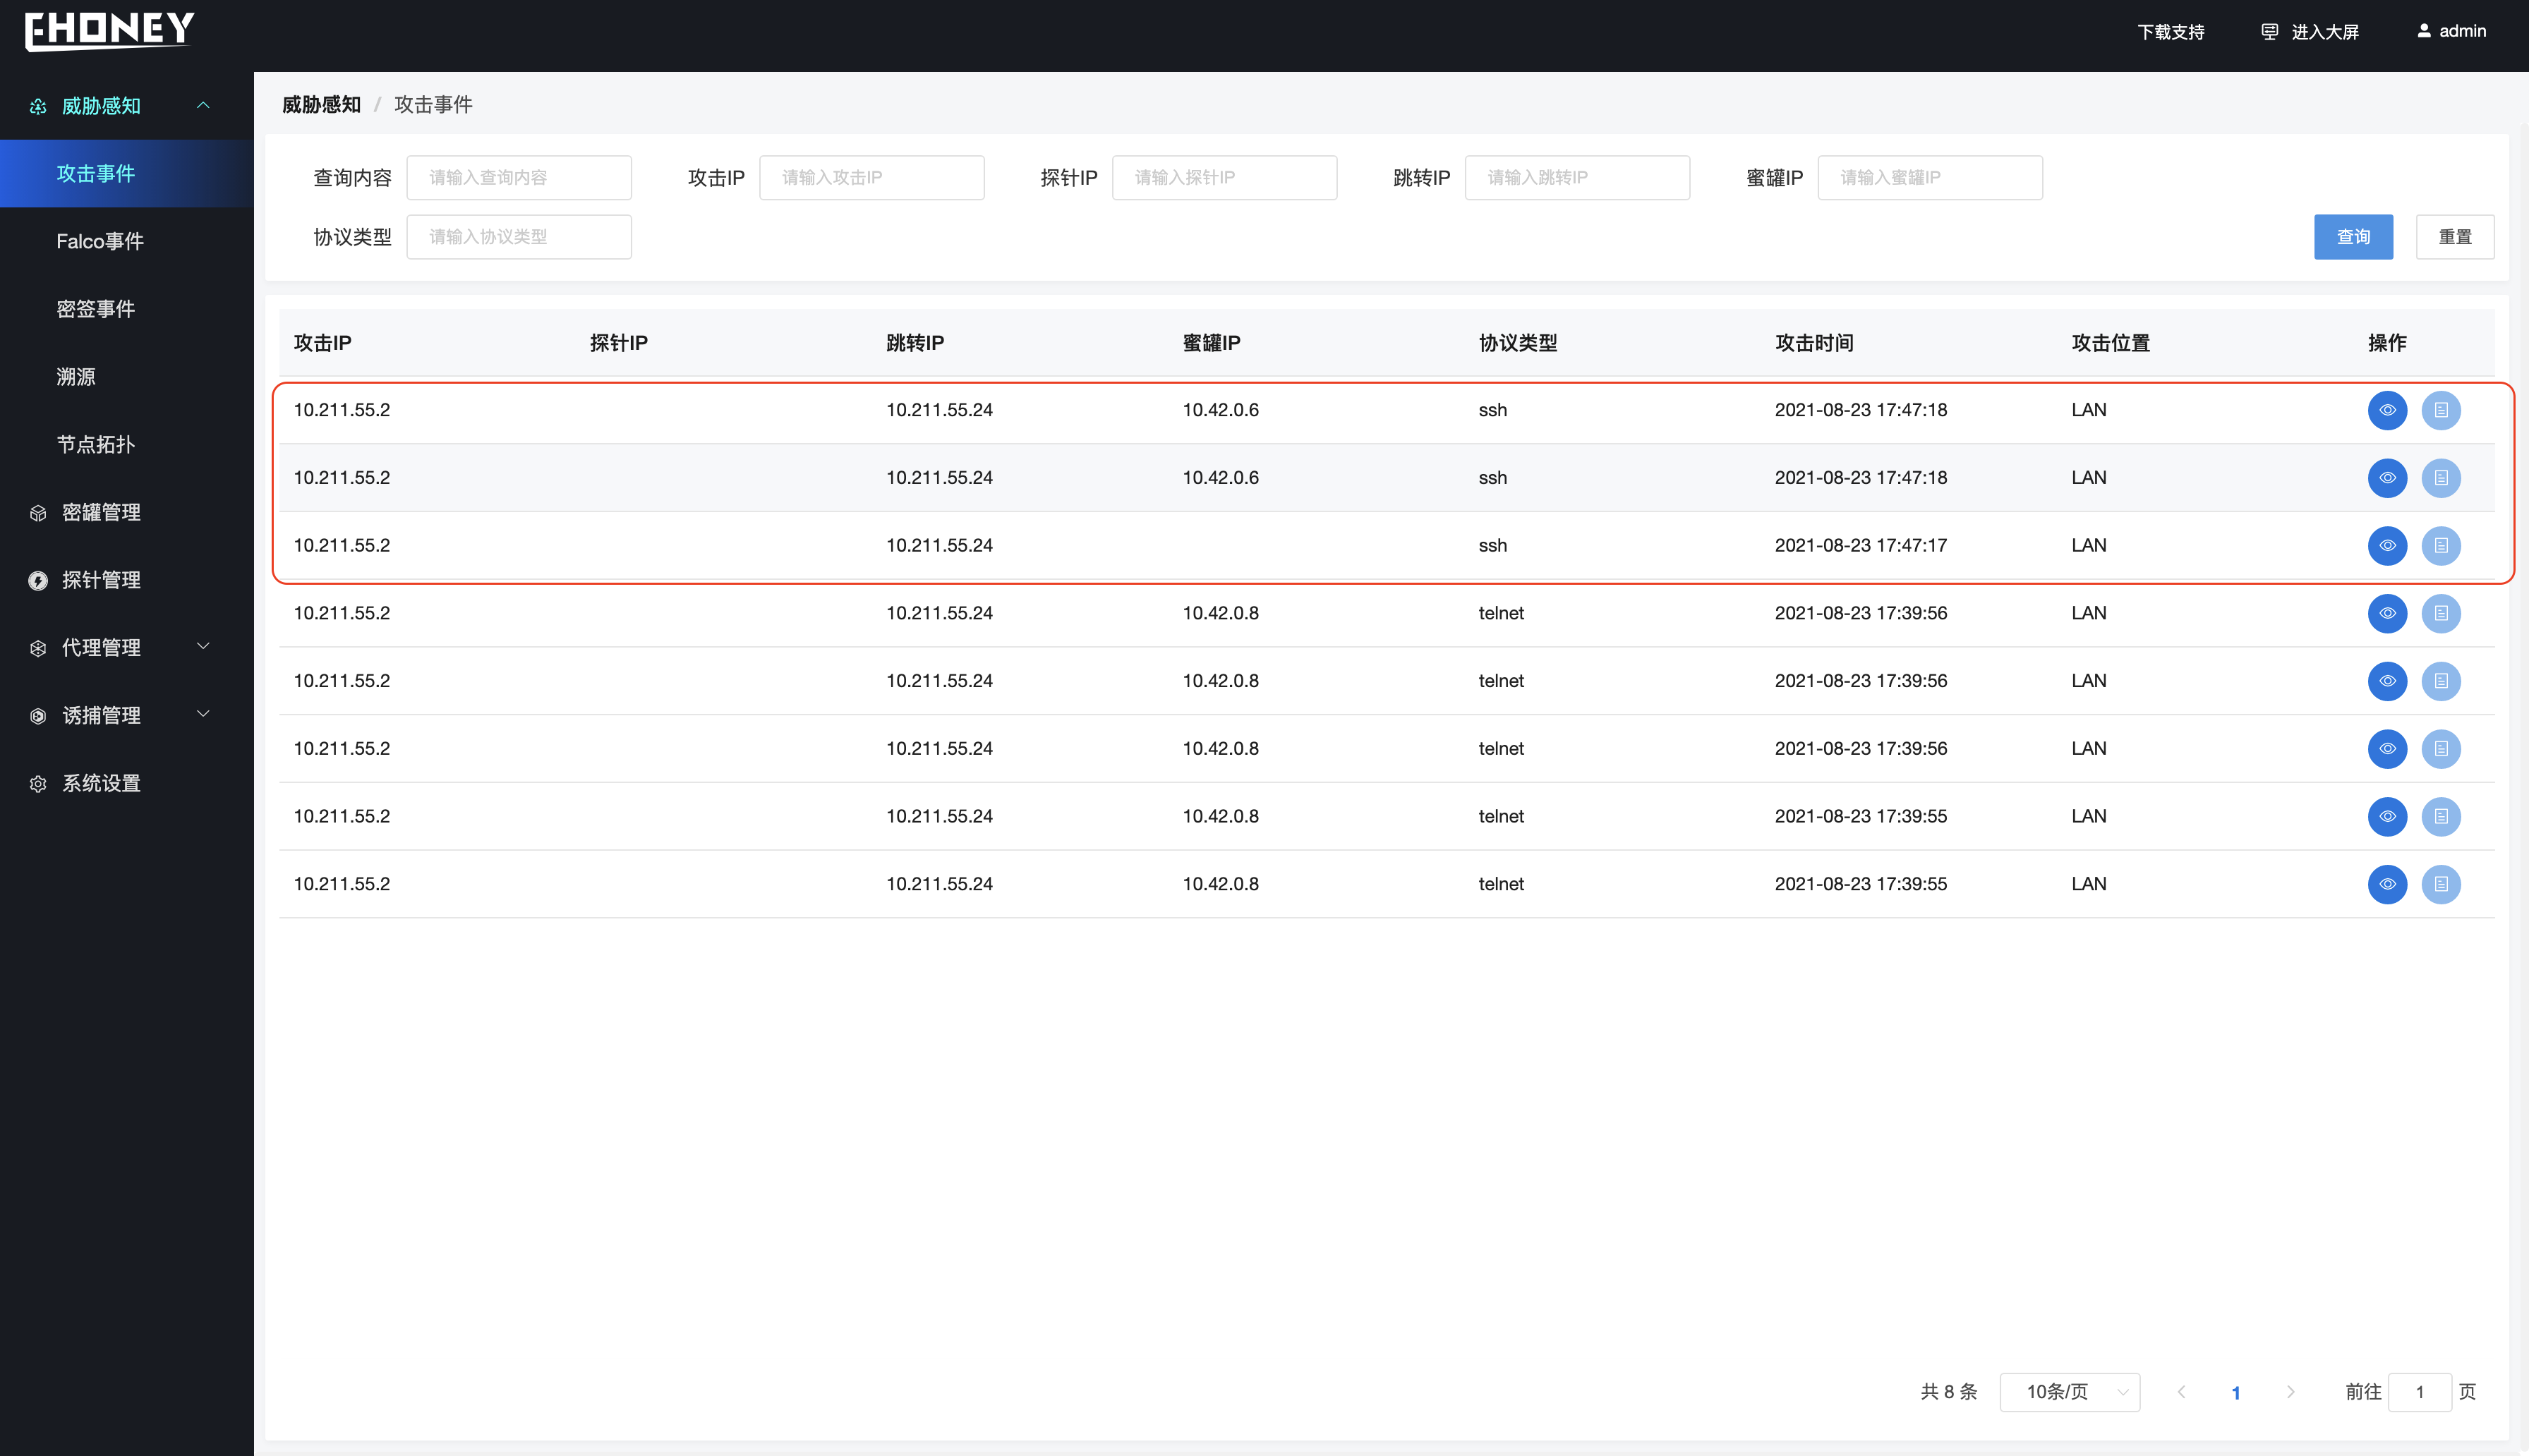 EHONEY
下载支持 进入大屏 admin
威胁感知
攻击事件
Falco事件
密签事件
溯源
节点拓扑
密罐管理
探针管理
代理管理
诱捕管理
系统设置
威胁感知 / 攻击事件
查询内容 请输入查询内容 攻击IP 请输入攻击IP 探针IP 请输入探针IP 跳转IP 请输入跳转IP 蜜罐IP 请输入蜜罐IP
协议类型 请输入协议类型 查询 重置
攻击IP 探针IP 跳转IP 蜜罐IP 协议类型 攻击时间 攻击位置 操作
10.211.55.2 10.211.55.24 10.42.0.6 ssh 2021-08-23 17:47:18 LAN
10.211.55.2 10.211.55.24 10.42.0.6 ssh 2021-08-23 17:47:18 LAN
10.211.55.2 10.211.55.24 ssh 2021-08-23 17:47:17 LAN
10.211.55.2 10.211.55.24 10.42.0.8 telnet 2021-08-23 17:39:56 LAN
10.211.55.2 10.211.55.24 10.42.0.8 telnet 2021-08-23 17:39:56 LAN
10.211.55.2 10.211.55.24 10.42.0.8 telnet 2021-08-23 17:39:56 LAN
10.211.55.2 10.211.55.24 10.42.0.8 telnet 2021-08-23 17:39:55 LAN
10.211.55.2 10.211.55.24 10.42.0.8 telnet 2021-08-23 17:39:55 LAN
共 8 条 10条/页 1 前往 1 页